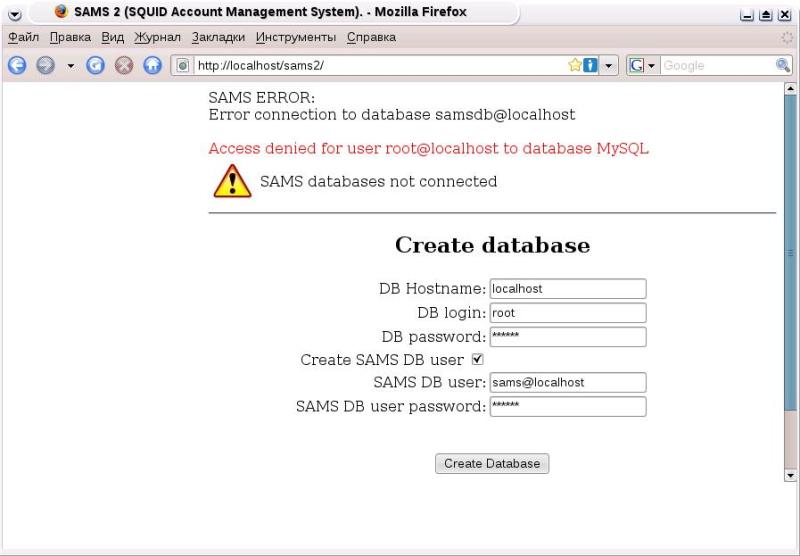 SAMS 2 (SQUID Account Management System). - Mozilla Firefox
Файл Правка Вид Журнал Закладки Инструменты Справка
http://localhost/sams2/ G Google
SAMS ERROR:
Error connection to database samsdb@localhost
Access denied for user root@localhost to database MySQL
SAMS databases not connected
Create database
DB Hostname: localhost
DB login: root
DB password: ******
Create SAMS DB user
SAMS DB user: sams@localhost
SAMS DB user password: ******
Create Database